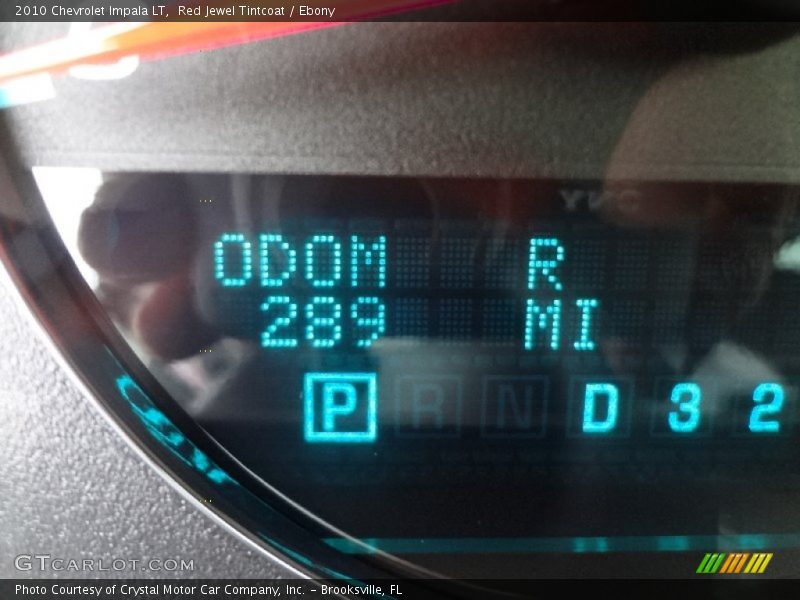 2010 Chevrolet Impala LT, Red Jewel Tintcoat / Ebony
ODOM R
289 MI
P R N D 3 2
GTCARLOT.COM
Photo Courtesy of Crystal Motor Car Company, Inc. – Brooksville, FL